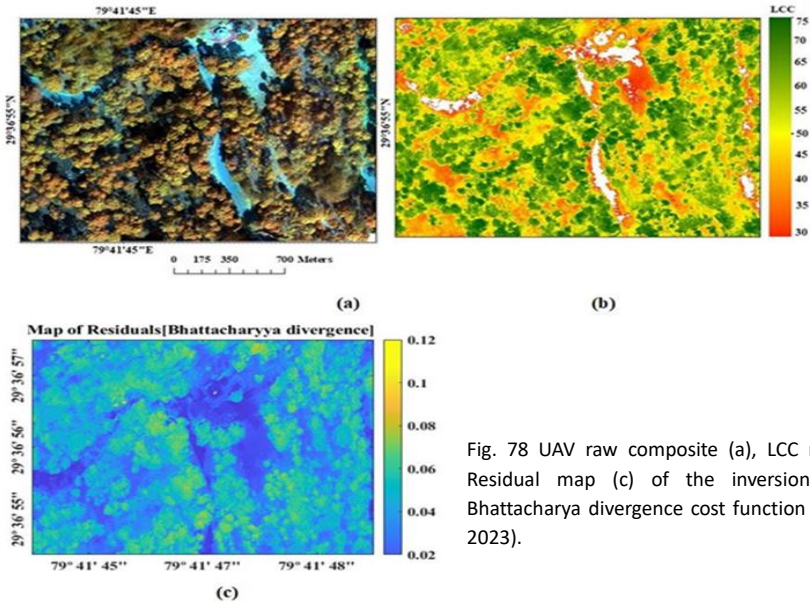 79°41'45"E
29°36'55"N
79°41'45"E
0 175 350 700 Meters
(a)
29°36'55"N
LCC
75
70
65
60
55
50
45
40
35
30
(b)
Map of Residuals[Bhattacharyya divergence]
29° 36' 57"
29° 36' 56"
29° 36' 55"
79° 41' 45"
79° 41' 47"
79° 41' 48"
0.12
0.1
0.08
0.06
0.04
0.02
(c)
Fig. 78 UAV raw composite (a), LCC
Residual map (c) of the inversion
Bhattacharya divergence cost function
2023).